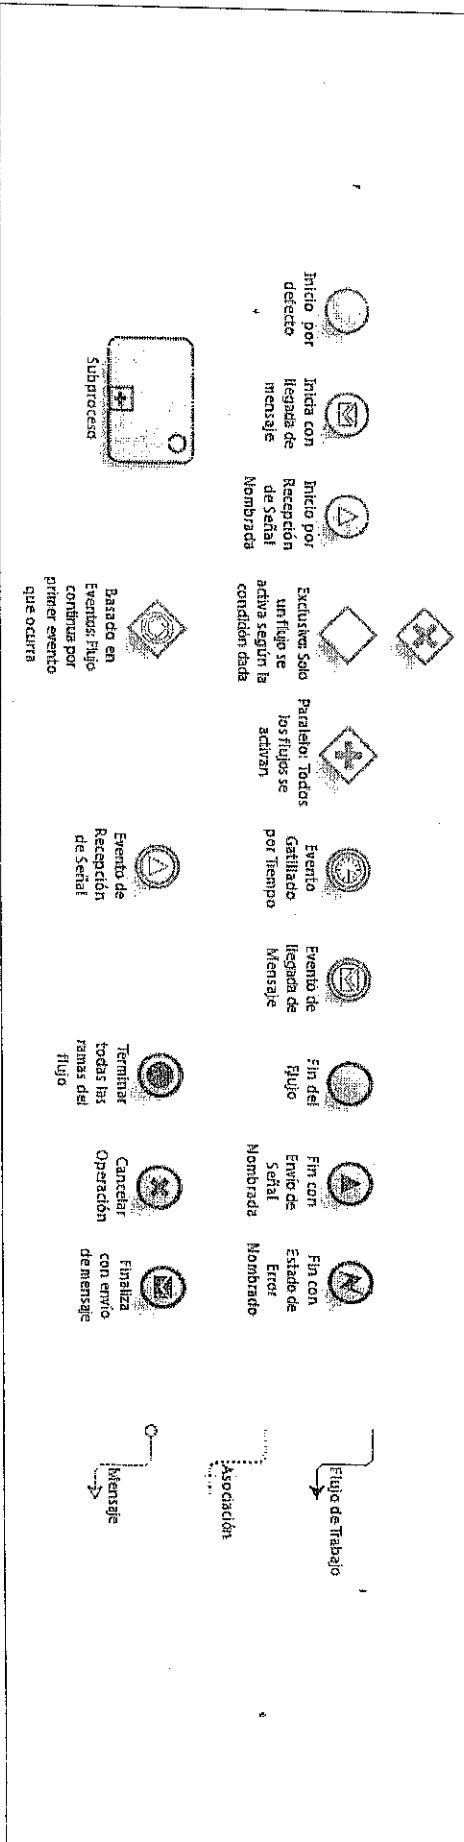 Inicio por
defecto
Inicia con
llegada de
mensaje
Inicio por
Recepción
de Señal
Nombrada
Exclusiva: Solo
un flujo se
activa según la
condición dada
Paralelo: Todos
los flujos se
activan
Evento
Gatillado
por Tiempo
Evento de
llegada de
Mensaje
Fin del
Flujo
Fin con
Envío de
Señal
Nombrada
Fin con
Estado de
Error
Nombrado
Flujo de Trabajo
Asociación
Subproceso
Basado en
Eventos: Flujo
continua por
primer evento
que ocurra
Evento de
Recepción
de Señal
Terminar
todas las
ramas del
flujo
Cancelar
Operación
Finaliza
con envío
de mensaje
Mensaje